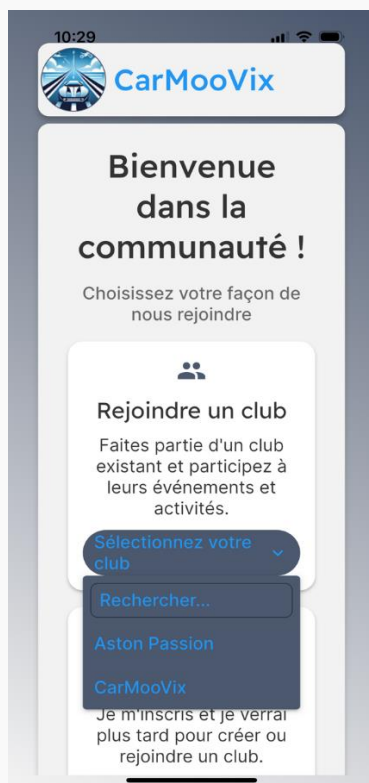 10:29
CarMooVix
Bienvenue
dans la
communauté !
Choisissez votre façon de
nous rejoindre
Rejoindre un club
Faites partie d'un club
existant et participez à
leurs événements et
activités.
Sélectionnez votre
club
Rechercher...
Aston Passion
CarMooVix
Je m'inscris et je verrai
plus tard pour créer ou
rejoindre un club.